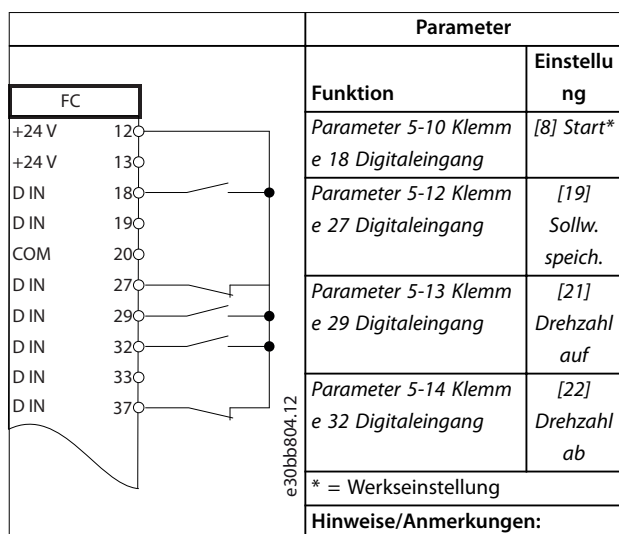 FC
+24 V 12
+24 V 13
D IN 18
D IN 19
COM 20
D IN 27
D IN 29
D IN 32
D IN 33
D IN 37
e30bb804.12
Parameter
Funktion
Einstellu
ng
Parameter 5-10 Klemm
e 18 Digitaleingang
[8] Start*
Parameter 5-12 Klemm
e 27 Digitaleingang
[19]
Sollw.
speich.
Parameter 5-13 Klemm
e 29 Digitaleingang
[21]
Drehzahl
auf
Parameter 5-14 Klemm
e 32 Digitaleingang
[22]
Drehzahl
ab
* = Werkseinstellung
Hinweise/Anmerkungen: